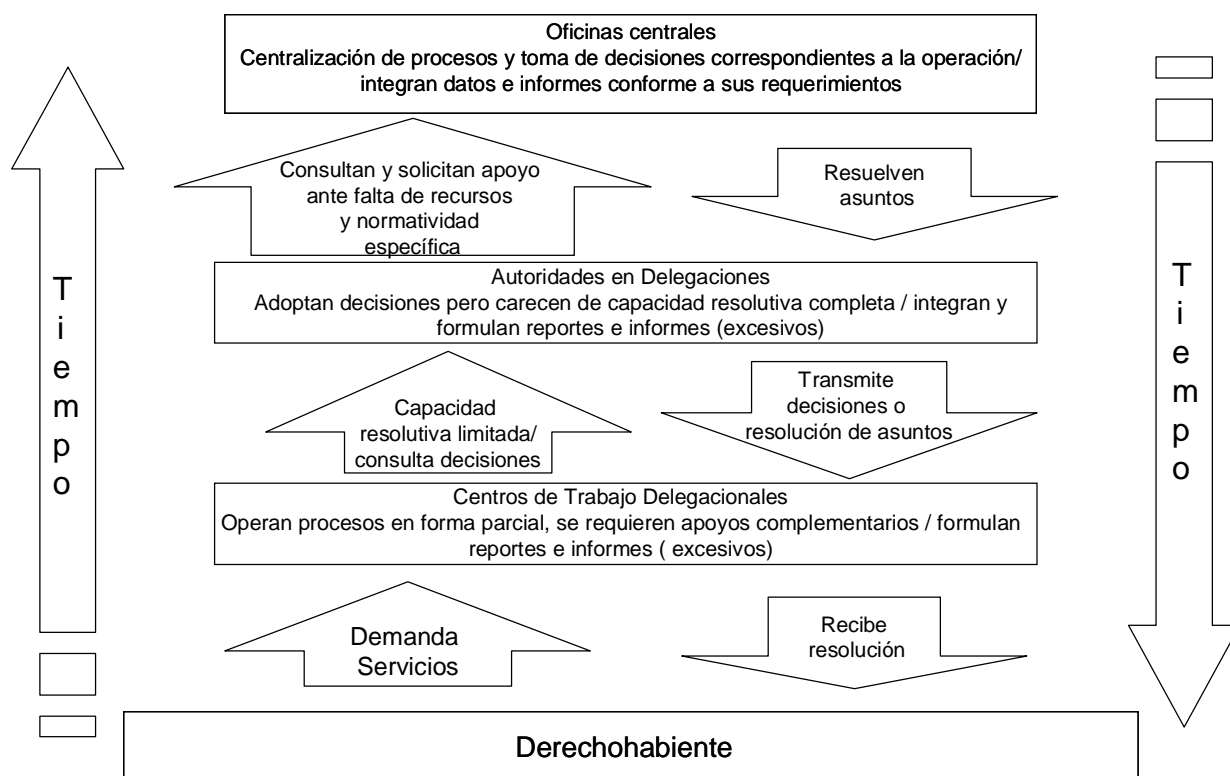 Oficinas centrales
Centralización de procesos y toma de decisiones correspondientes a la operación/
integran datos e informes conforme a sus requerimientos
Consultan y solicitan apoyo
ante falta de recursos
y normatividad
específica
Resuelven
asuntos
Tiempo
Autoridades en Delegaciones
Adoptan decisiones pero carecen de capacidad resolutiva completa / integran y
formulan reportes e informes (excesivos)
Tiempo
Capacidad
resolutiva limitada/
consulta decisiones
Transmite
decisiones o
resolución de asuntos
Centros de Trabajo Delegacionales
Operan procesos en forma parcial, se requieren apoyos complementarios / formulan
reportes e informes ( excesivos)
Demanda
Servicios
Recibe
resolución
Derechohabiente